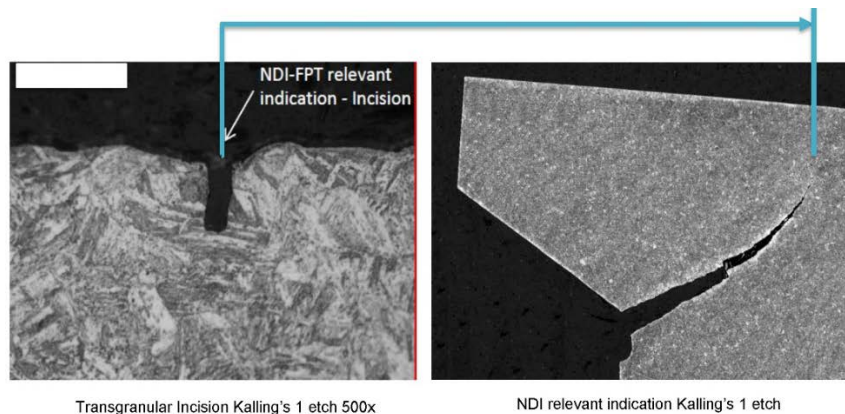 NDI-FPT relevant
indication - Incision
Transgranular Incision Kalling's 1 etch 500x
NDI relevant indication Kalling's 1 etch